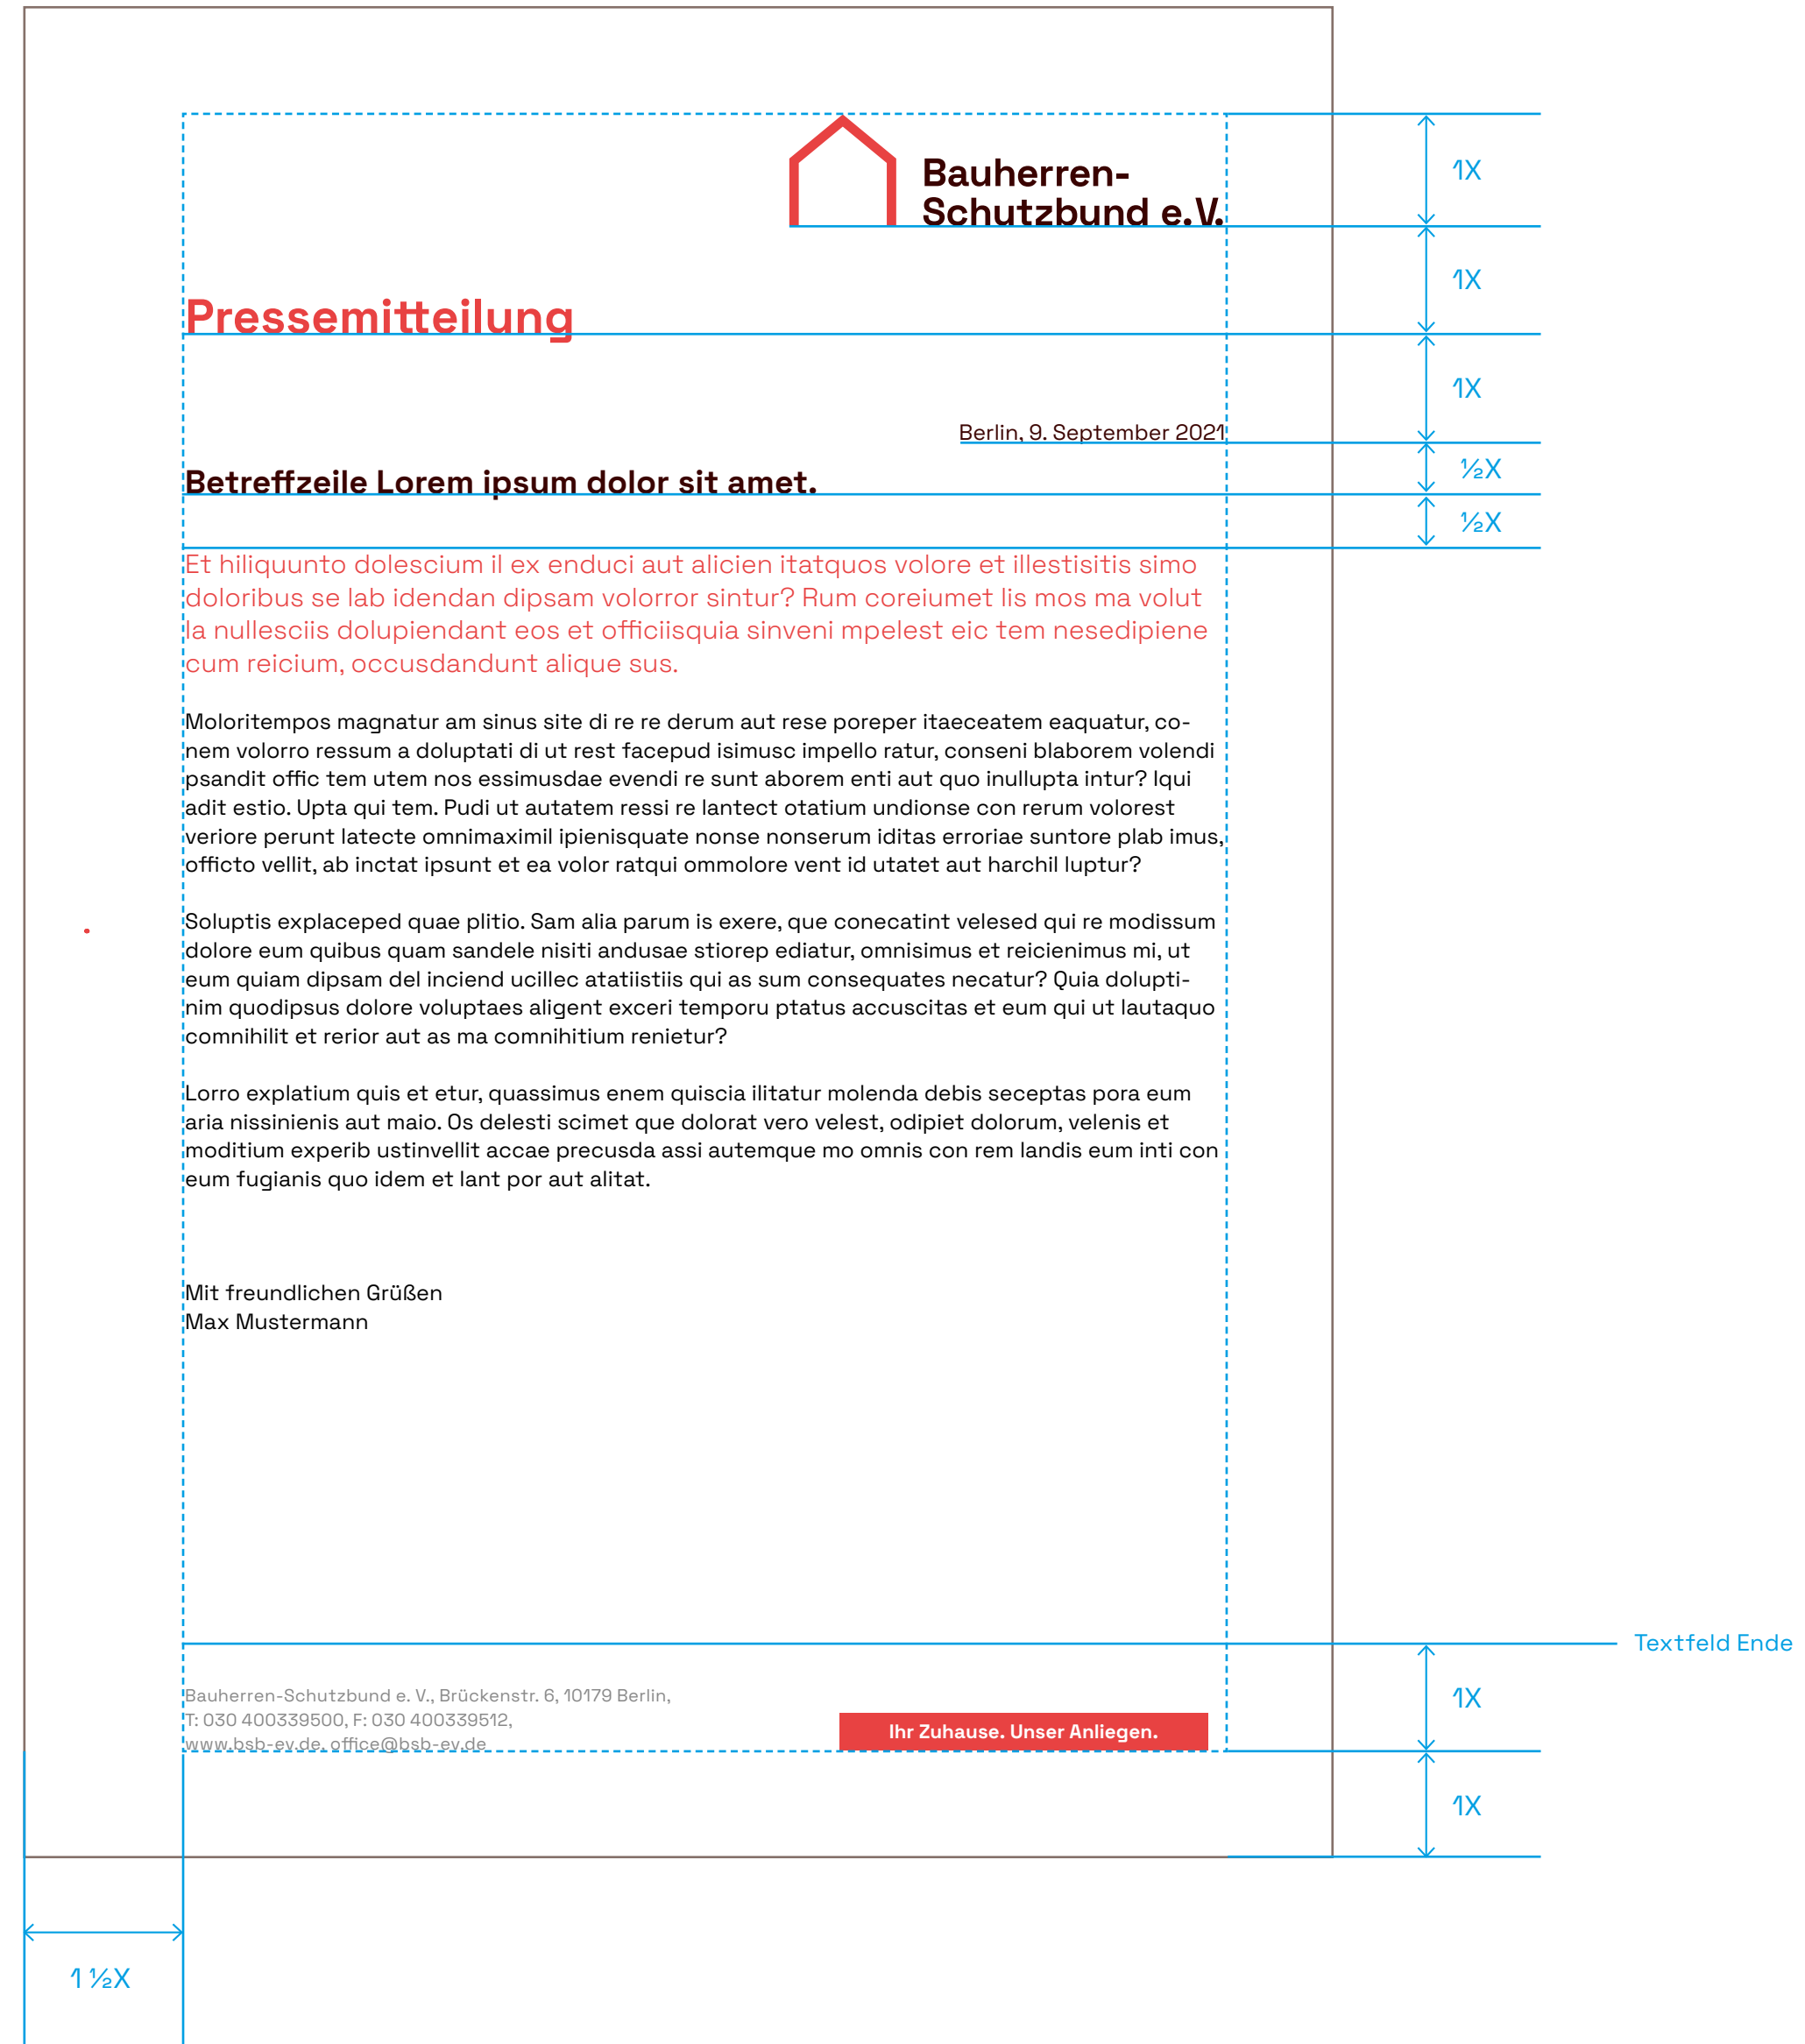 Bauherren-
Schutzbund e.V.
1X
1X
Pressemitteilung
1X
Berlin, 9. September 2021
½X
Betreffzeile Lorem ipsum dolor sit amet.
½X
Et hiliquunto dolescium il ex enduci aut alicien itatquos volore et illestisitis simo
doloribus se lab idendan dipsam volorror sintur? Rum coreiumet lis mos ma volut
la nullesciis dolupiendant eos et officiisquia sinveni mpelest eic tem nesedipiene
cum reicium, occusdandunt alique sus.
Moloritempos magnatur am sinus site di re re derum aut rese poreper itaeceatem eaquatur, co-
nem volorro ressum a doluptati di ut rest facepud isimusc impello ratur, conseni blaborem volendi
psandit offic tem utem nos essimusdae evendi re sunt aborem enti aut quo inullupta intur? Iqui
adit estio. Upta qui tem. Pudi ut autatem ressi re lantect otatium undionse con rerum volorest
veriore perunt latecte omnimaximil ipienisquate nonse nonserum iditas erroriae suntore plab imus,
officto vellit, ab inctat ipsunt et ea volor ratqui ommolore vent id utatet aut harchil luptur?
Soluptis explaceped quae plitio. Sam alia parum is exere, que conecatint velesed qui re modissum
dolore eum quibus quam sandele nisiti andusae stiorep ediatur, omnisimus et reicienimus mi, ut
eum quiam dipsam del inciend ucillec atatiistiis qui as sum consequates necatur? Quia dolupti-
nim quodipsus dolore voluptaes aligent exceri temporu ptatus accuscitas et eum qui ut lautaquo
comnihilit et rerior aut as ma comnihitium renietur?
Lorro explatium quis et etur, quassimus enem quiscia ilitatur molenda debis seceptas pora eum
aria nissinienis aut maio. Os delesti scimet que dolorat vero velest, odipiet dolorum, velenis et
moditium experib ustinvellit accae precusda assi autemque mo omnis con rem landis eum inti con
eum fugianis quo idem et lant por aut alitat.
Mit freundlichen Grüßen
Max Mustermann
Textfeld Ende
Bauherren-Schutzbund e. V., Brückenstr. 6, 10179 Berlin,
T: 030 400339500, F: 030 400339512,
www.bsb-ev.de, office@bsb-ev.de
Ihr Zuhause. Unser Anliegen.
1X
1X
1 ½X